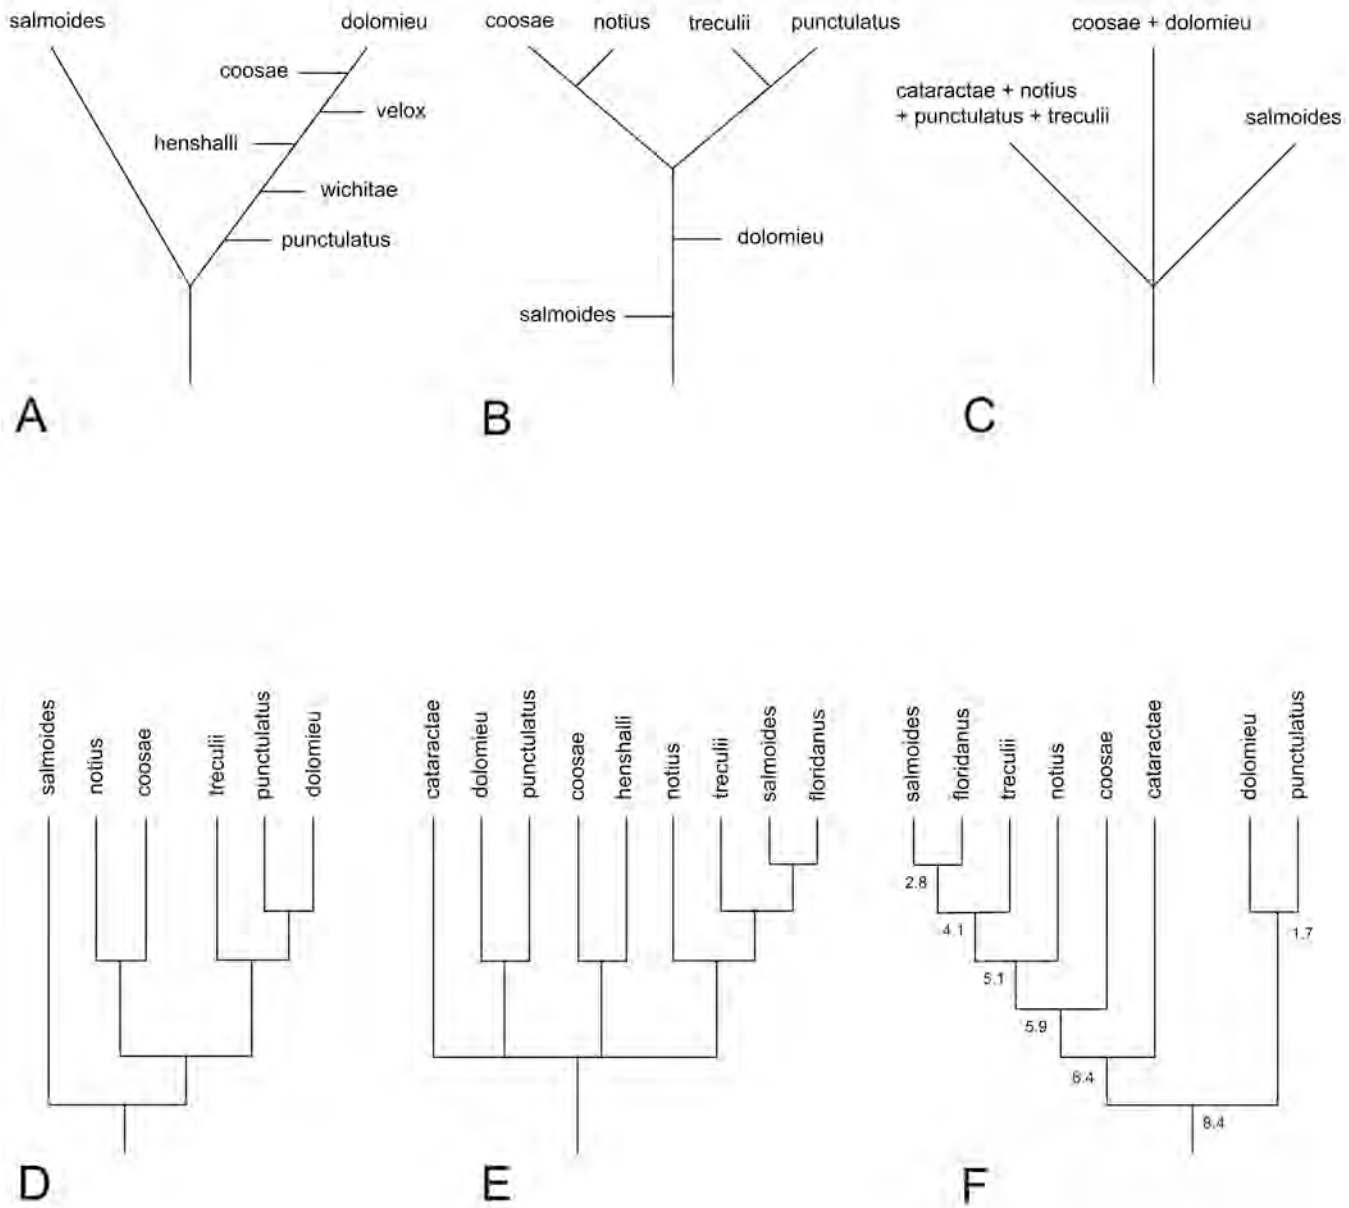 salmoides
dolomieu
coosae
velox
henshalli
wichitae
punctulatus
A
coosae
notius
treculii
punctulatus
dolomieu
salmoides
B
coosae + dolomieu
cataractae + notius
+ punctulatus + treculii
salmoides
C
salmoides
notius
coosae
treculii
punctulatus
dolomieu
D
cataractae
dolomieu
punctulatus
coosae
henshalli
notius
treculii
salmoides
floridanus
E
salmoides
floridanus
treculii
notius
coosae
cataractae
dolomieu
punctulatus
2.8
4.1
1.7
5.1
5.9
6.4
8.4
F